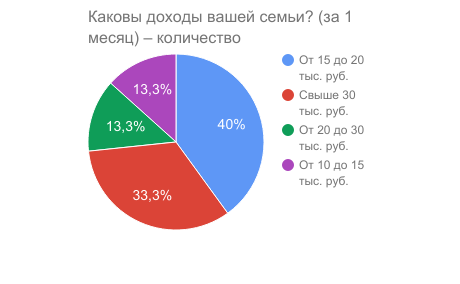 Каковы доходы вашей семьи? (за 1
месяц) – количество
От 15 до 20
тыс. руб.
Свыше 30
тыс. руб.
От 20 до 30
тыс. руб.
От 10 до 15
тыс. руб.
13,3%
40%
13,3%
33,3%